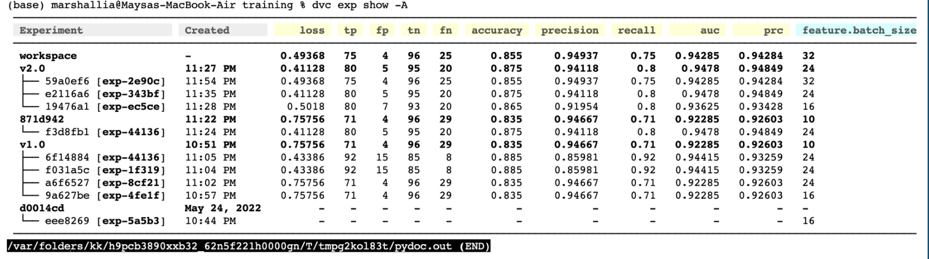 (base) marshallia@Maysas-MacBook-Air training % dvc exp show -A
Experiment Created loss tp fp tn fn accuracy precision recall auc prc feature.batch_size
workspace - 0.49368 75 4 96 25 0.855 0.94937 0.75 0.94285 0.94284 32
v2.0 11:27 PM 0.41128 80 5 95 20 0.875 0.94118 0.8 0.9478 0.94849 24
├── 59a0ef6 [exp-2e90c] 11:54 PM 0.49368 75 4 96 25 0.855 0.94937 0.75 0.94285 0.94284 32
├── e2116a6 [exp-343bf] 11:35 PM 0.41128 80 5 95 20 0.875 0.94118 0.8 0.9478 0.94849 24
└── 19476a1 [exp-ec5ce] 11:28 PM 0.5018 80 7 93 20 0.865 0.91954 0.8 0.93625 0.93428 16
871d942 11:22 PM 0.75756 71 4 96 29 0.835 0.94667 0.71 0.92285 0.92603 10
└── f3d8fb1 [exp-44136] 11:24 PM 0.41128 80 5 95 20 0.875 0.94118 0.8 0.9478 0.94849 24
v1.0 10:51 PM 0.75756 71 4 96 29 0.835 0.94667 0.71 0.92285 0.92603 10
├── 6f14884 [exp-44136] 11:05 PM 0.43386 92 15 85 8 0.885 0.85981 0.92 0.94415 0.93259 24
├── f031a5c [exp-1f319] 11:04 PM 0.43386 92 15 85 8 0.885 0.85981 0.92 0.94415 0.93259 24
├── a6f6527 [exp-8cf21] 11:02 PM 0.75756 71 4 96 29 0.835 0.94667 0.71 0.92285 0.92603 24
└── 9a627be [exp-4fe1f] 10:57 PM 0.75756 71 4 96 29 0.835 0.94667 0.71 0.92285 0.92603 16
d0014cd May 24, 2022 - - - - - - - - - - -
└── eee8269 [exp-5a5b3] 10:44 PM - - - - - - - - - - 16
/var/folders/kk/h9pcb3890xxb32_62n5f221h0000gn/T/tmpg2kol83t/pydoc.out (END)